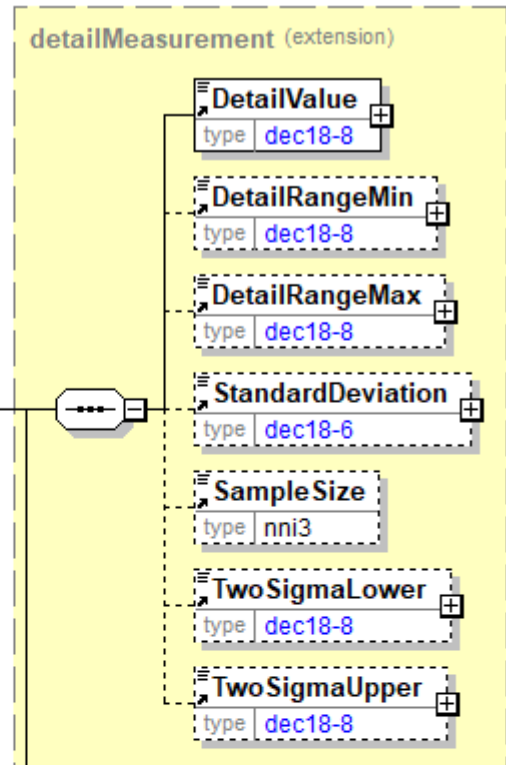 detailMeasurement (extension)
DetailValue
type dec18-8
DetailRangeMin
type dec18-8
DetailRangeMax
type dec18-8
StandardDeviation
type dec18-6
SampleSize
type nni3
TwoSigmaLower
type dec18-8
TwoSigmaUpper
type dec18-8